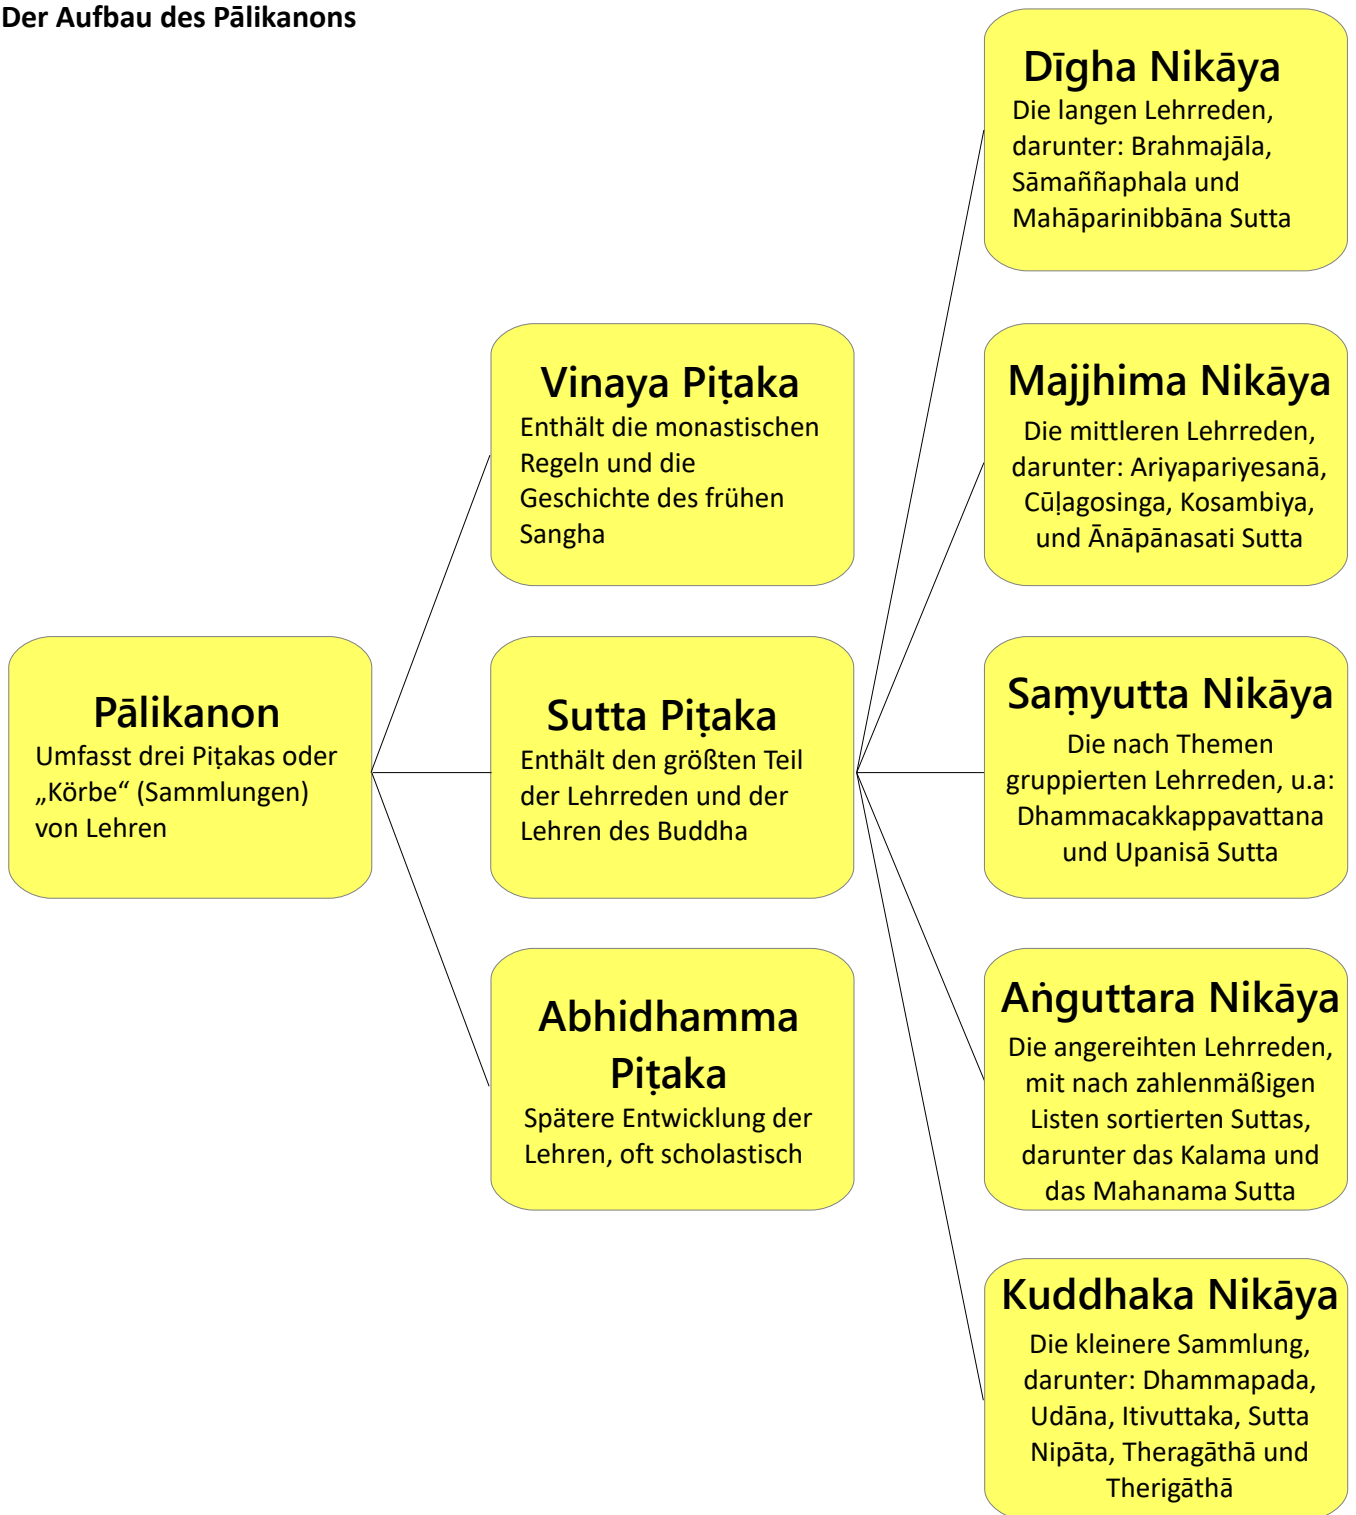 Der Aufbau des Pālikanons
Dīgha Nikāya
Die langen Lehrreden,
darunter: Brahmajāla,
Sāmaññaphala und
Mahāparinibbāna Sutta
Vinaya Piṭaka
Enthält die monastischen
Regeln und die
Geschichte des frühen
Sangha
Majjhima Nikāya
Die mittleren Lehrreden,
darunter: Ariyapariyesanā,
Cūḷagosinga, Kosambiya,
und Ānāpānasati Sutta
Pālikanon
Umfasst drei Piṭakas oder
„Körbe“ (Sammlungen)
von Lehren
Sutta Piṭaka
Enthält den größten Teil
der Lehrreden und der
Lehren des Buddha
Saṃyutta Nikāya
Die nach Themen
gruppierten Lehrreden, u.a:
Dhammacakkappavattana
und Upanisā Sutta
Abhidhamma
Piṭaka
Spätere Entwicklung der
Lehren, oft scholastisch
Aṅguttara Nikāya
Die angereihten Lehrreden,
mit nach zahlenmäßigen
Listen sortierten Suttas,
darunter das Kalama und
das Mahanama Sutta
Kuddhaka Nikāya
Die kleinere Sammlung,
darunter: Dhammapada,
Udāna, Itivuttaka, Sutta
Nipāta, Theragāthā und
Therigāthā